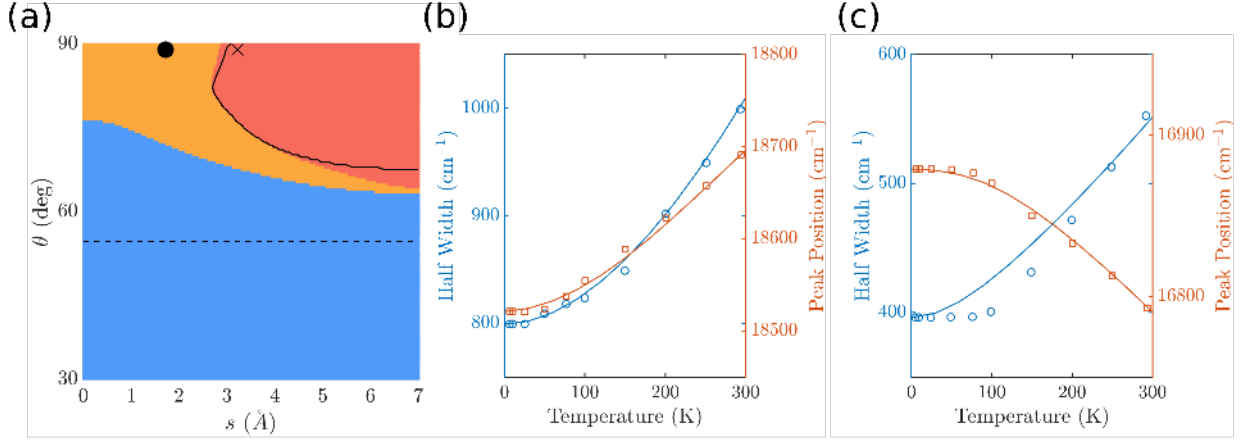 (a)
90
60
30
θ (deg)
0 1 2 3 4 5 6 7
s (Å)
(b)
1000
900
800
Half Width (cm⁻¹)
0 100 200 300
Temperature (K)
18800
18700
18600
18500
Peak Position (cm⁻¹)
(c)
600
500
400
Half Width (cm⁻¹)
0 100 200 300
Temperature (K)
16900
16800
Peak Position (cm⁻¹)